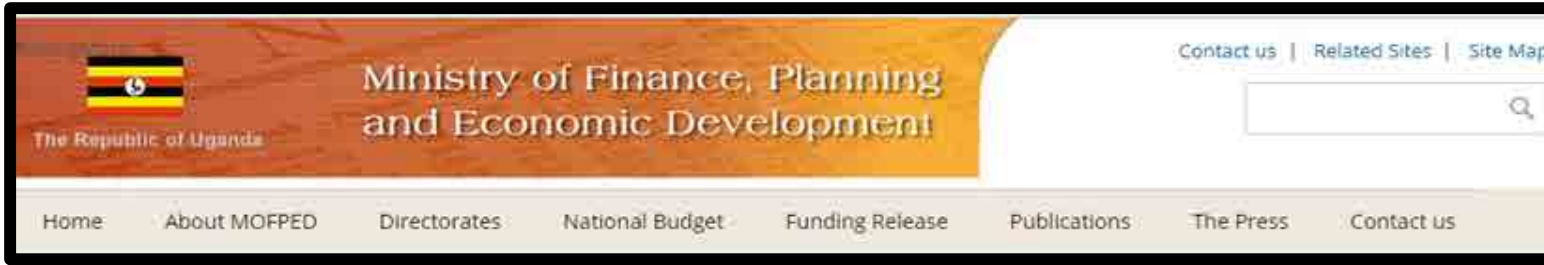 Contact us | Related Sites | Site Map
Ministry of Finance, Planning
and Economic Development
The Republic of Uganda
Home About MOFPED Directorates National Budget Funding Release Publications The Press Contact us